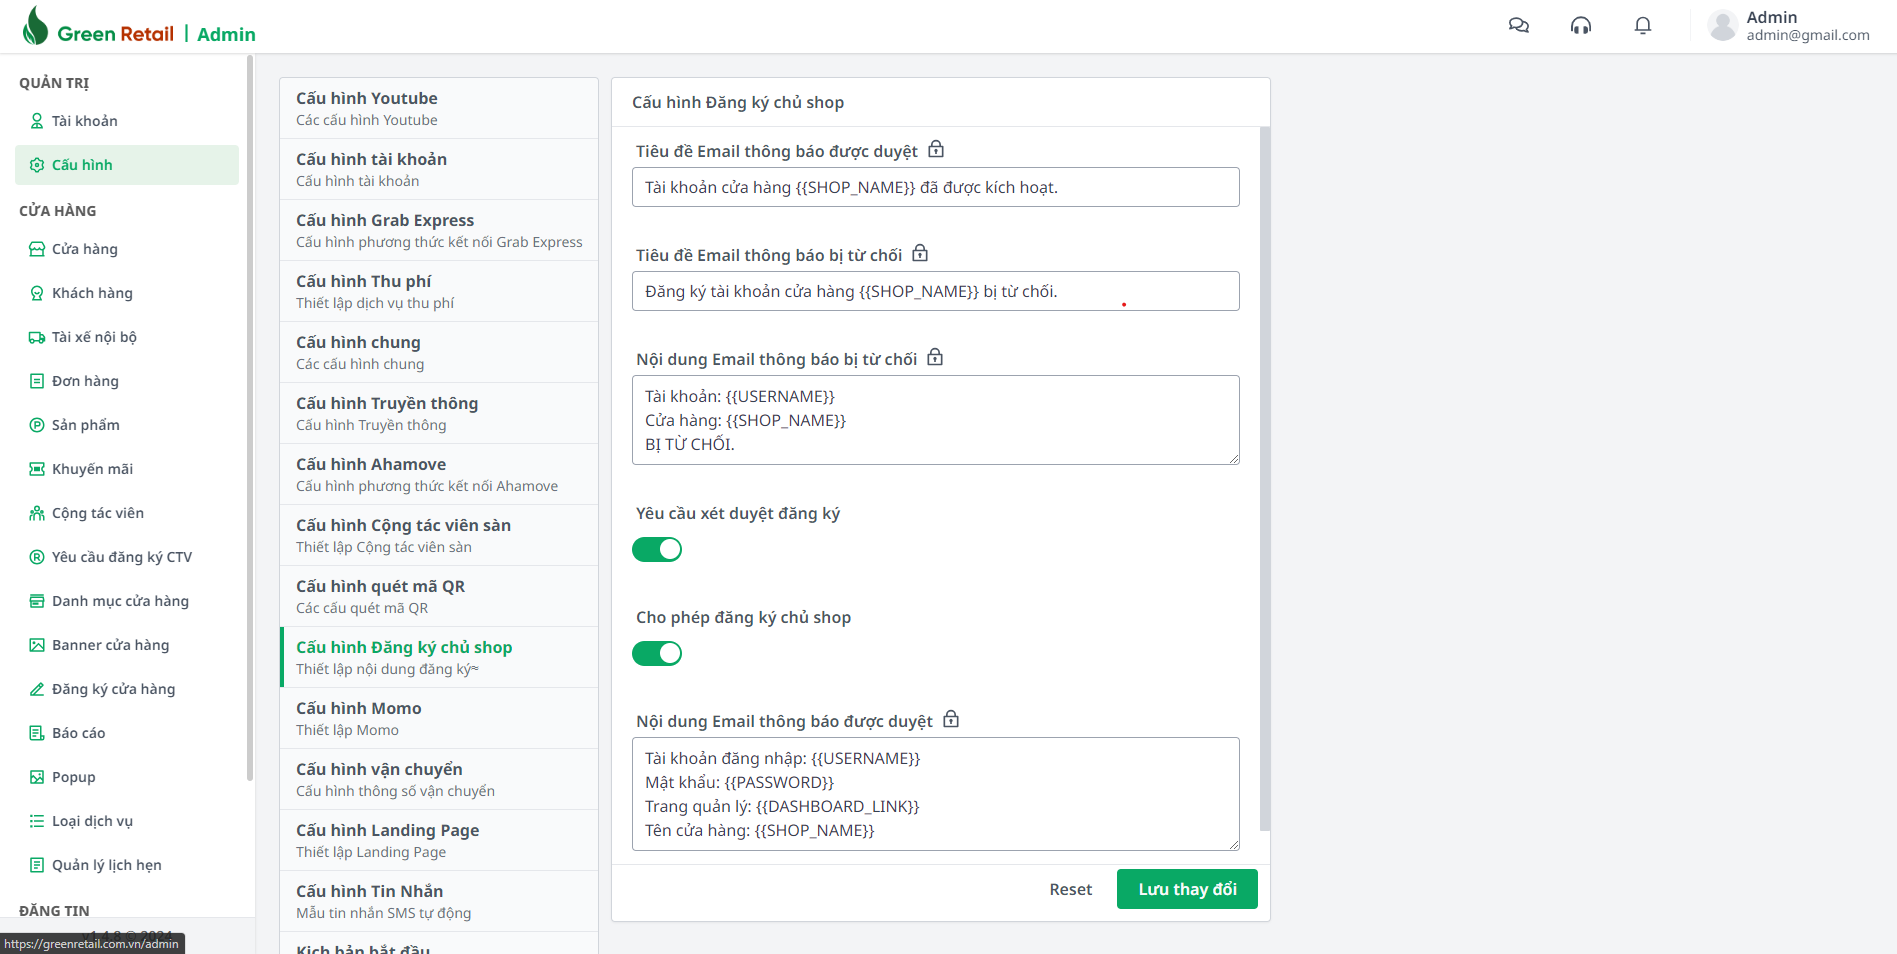 Green Retail | Admin
Admin
admin@gmail.com
QUẢN TRỊ
Tài khoản
Cấu hình
CỬA HÀNG
Cửa hàng
Khách hàng
Tài xế nội bộ
Đơn hàng
Sản phẩm
Khuyến mãi
Cộng tác viên
Yêu cầu đăng ký CTV
Danh mục cửa hàng
Banner cửa hàng
Đăng ký cửa hàng
Báo cáo
Popup
Loại dịch vụ
Quản lý lịch hẹn
ĐĂNG TIN
v1.4.8 © 2024
https://greenretail.com.vn/admin
Cấu hình Youtube
Các cấu hình Youtube
Cấu hình tài khoản
Cấu hình tài khoản
Cấu hình Grab Express
Cấu hình phương thức kết nối Grab Express
Cấu hình Thu phí
Thiết lập dịch vụ thu phí
Cấu hình chung
Các cấu hình chung
Cấu hình Truyền thông
Cấu hình Truyền thông
Cấu hình Ahamove
Cấu hình phương thức kết nối Ahamove
Cấu hình Cộng tác viên sàn
Thiết lập Cộng tác viên sàn
Cấu hình quét mã QR
Các cấu quét mã QR
Cấu hình Đăng ký chủ shop
Thiết lập nội dung đăng ký≈
Cấu hình Momo
Thiết lập Momo
Cấu hình vận chuyển
Cấu hình thông số vận chuyển
Cấu hình Landing Page
Thiết lập Landing Page
Cấu hình Tin Nhắn
Mẫu tin nhắn SMS tự động
Kịch bản bắt đầu
Cấu hình Đăng ký chủ shop
Tiêu đề Email thông báo được duyệt
Tài khoản cửa hàng {{SHOP_NAME}} đã được kích hoạt.
Tiêu đề Email thông báo bị từ chối
Đăng ký tài khoản cửa hàng {{SHOP_NAME}} bị từ chối.
Nội dung Email thông báo bị từ chối
Tài khoản: {{USERNAME}}
Cửa hàng: {{SHOP_NAME}}
BỊ TỪ CHỐI.
Yêu cầu xét duyệt đăng ký
Cho phép đăng ký chủ shop
Nội dung Email thông báo được duyệt
Tài khoản đăng nhập: {{USERNAME}}
Mật khẩu: {{PASSWORD}}
Trang quản lý: {{DASHBOARD_LINK}}
Tên cửa hàng: {{SHOP_NAME}}
Reset
Lưu thay đổi